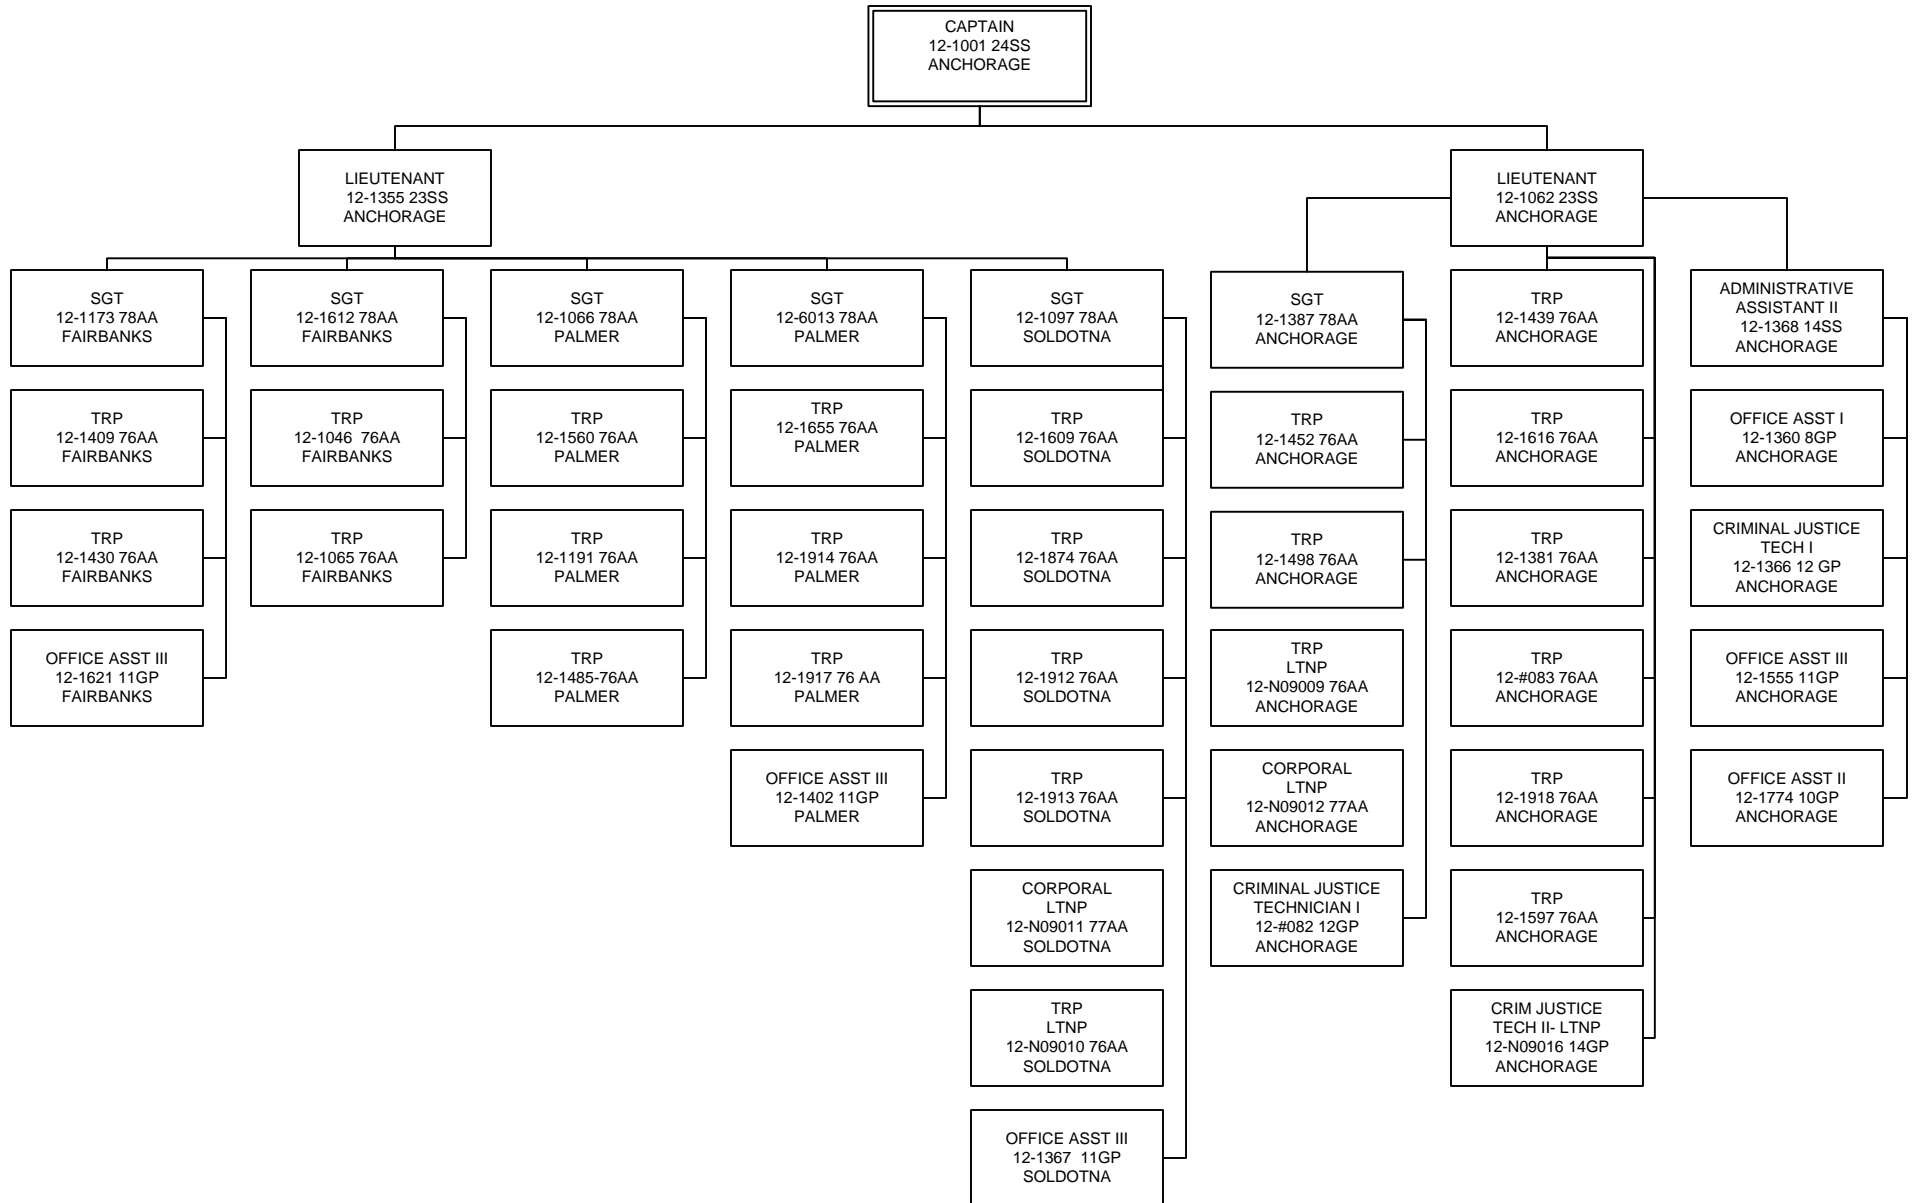 CAPTAIN
12-1001 24SS
ANCHORAGE
LIEUTENANT
12-1355 23SS
ANCHORAGE
LIEUTENANT
12-1062 23SS
ANCHORAGE
SGT
12-1173 78AA
FAIRBANKS
TRP
12-1409 76AA
FAIRBANKS
TRP
12-1430 76AA
FAIRBANKS
OFFICE ASST III
12-1621 11GP
FAIRBANKS
SGT
12-1612 78AA
FAIRBANKS
TRP
12-1046 76AA
FAIRBANKS
TRP
12-1065 76AA
FAIRBANKS
SGT
12-1066 78AA
PALMER
TRP
12-1560 76AA
PALMER
TRP
12-1191 76AA
PALMER
TRP
12-1485-76AA
PALMER
SGT
12-6013 78AA
PALMER
TRP
12-1655 76AA
PALMER
TRP
12-1914 76AA
PALMER
TRP
12-1917 76 AA
PALMER
OFFICE ASST III
12-1402 11GP
PALMER
SGT
12-1097 78AA
SOLDOTNA
TRP
12-1609 76AA
SOLDOTNA
TRP
12-1874 76AA
SOLDOTNA
TRP
12-1912 76AA
SOLDOTNA
TRP
12-1913 76AA
SOLDOTNA
CORPORAL
LTNP
12-N09011 77AA
SOLDOTNA
TRP
LTNP
12-N09010 76AA
SOLDOTNA
OFFICE ASST III
12-1367 11GP
SOLDOTNA
SGT
12-1387 78AA
ANCHORAGE
TRP
12-1452 76AA
ANCHORAGE
TRP
12-1498 76AA
ANCHORAGE
TRP
LTNP
12-N09009 76AA
ANCHORAGE
CORPORAL
LTNP
12-N09012 77AA
ANCHORAGE
CRIMINAL JUSTICE
TECHNICIAN I
12-#082 12GP
ANCHORAGE
TRP
12-1439 76AA
ANCHORAGE
TRP
12-1616 76AA
ANCHORAGE
TRP
12-1381 76AA
ANCHORAGE
TRP
12-#083 76AA
ANCHORAGE
TRP
12-1918 76AA
ANCHORAGE
TRP
12-1597 76AA
ANCHORAGE
CRIM JUSTICE
TECH II- LTNP
12-N09016 14GP
ANCHORAGE
ADMINISTRATIVE
ASSISTANT II
12-1368 14SS
ANCHORAGE
OFFICE ASST I
12-1360 8GP
ANCHORAGE
CRIMINAL JUSTICE
TECH I
12-1366 12 GP
ANCHORAGE
OFFICE ASST III
12-1555 11GP
ANCHORAGE
OFFICE ASST II
12-1774 10GP
ANCHORAGE